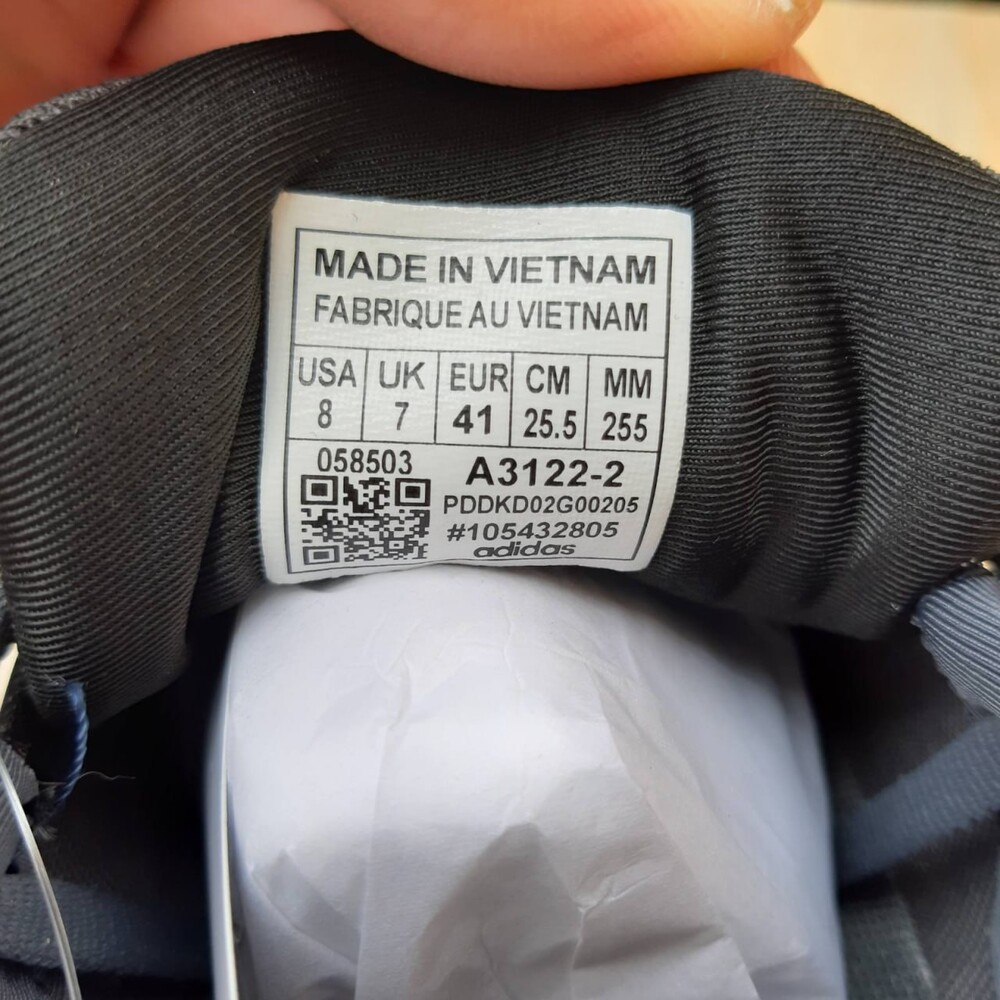 MADE IN VIETNAM
FABRIQUE AU VIETNAM
USA UK EUR CM MM
8 7 41 25.5 255
058503 A3122-2
PDDKD02G00205
#105432805
adidas